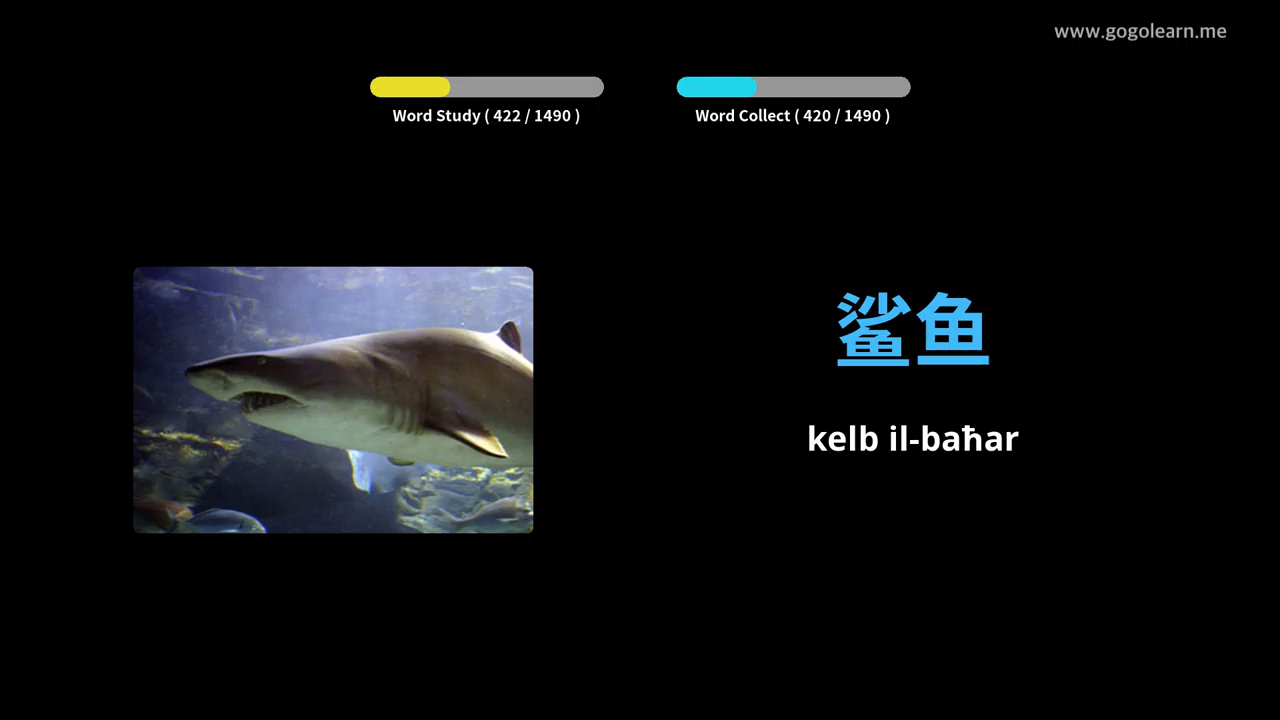 www.gogolearn.me
Word Study ( 422 / 1490 )
Word Collect ( 420 / 1490 )
鲨鱼
kelb il-baħar